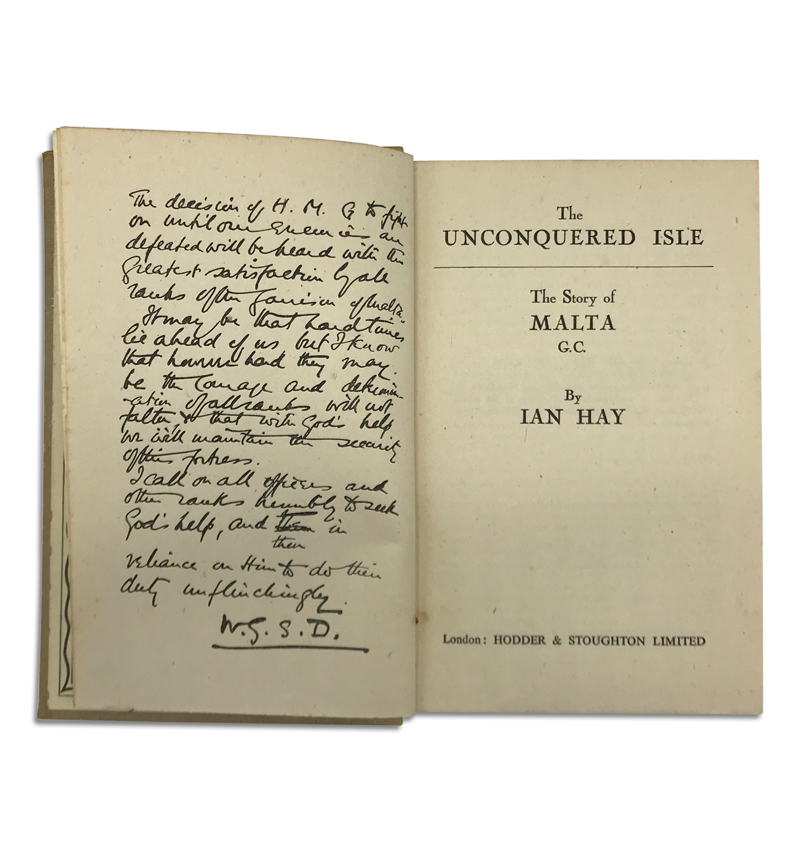 The decision of H. M. G to fight
on until our Enemies are
defeated will be heard with the
greatest satisfaction by all
ranks of the Garrison of Malta.
It may be that hard times
lie ahead of us but I know
that however hard they may
be the Courage and determin-
-ation of all ranks will not
falter & that with God's help
we will maintain the security
of this fortress.
I call on all officers and
other ranks humbly to seek
God's help, and then in
then
reliance on Him to do their
duty unflinchingly.
W.G.S.D.
The
UNCONQUERED ISLE
The Story of
MALTA
G.C.
By
IAN HAY
London: HODDER & STOUGHTON LIMITED